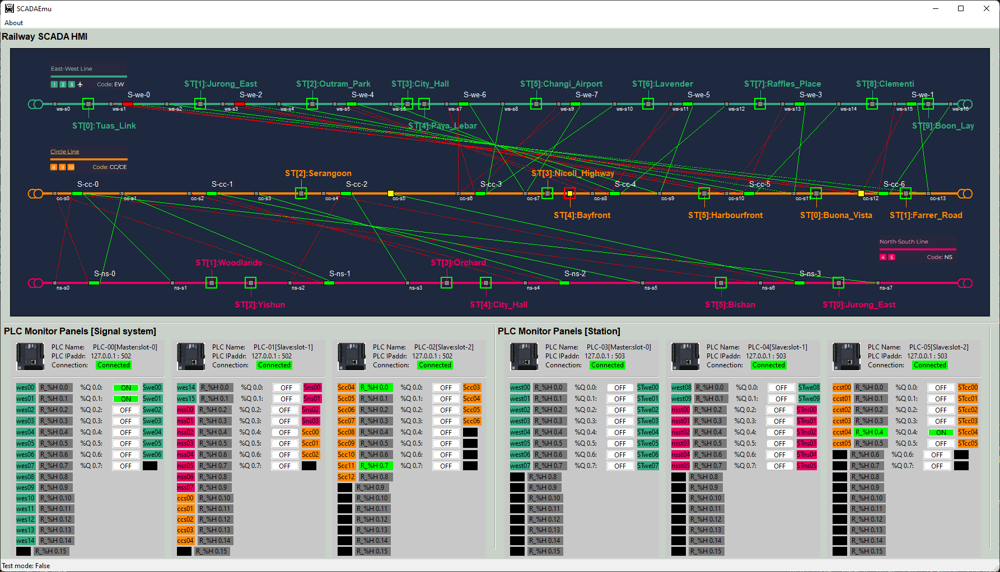 SCADAEmu
About
Railway SCADA HMI
East-West Line
1 2 3 Code: EW
ST[1]:Jurong_East ST[2]:Outram_Park ST[3]:City_Hall ST[5]:Changi_Airport ST[6]:Lavender ST[7]:Raffles_Place ST[8]:Clementi
S-we-0 S-we-2 S-we-4 S-we-6 S-we-7 S-we-5 S-we-3 S-we-1
we-s0 we-s1 we-s2 we-s3 we-s4 we-s5 we-s6 we-s7 we-s8 we-s9 we-s10 we-s11 we-s12 we-s13 we-s14 we-s15 we-s16
ST[0]:Tuas_Link ST[4]:Paya_Lebar ST[9]:Boon_Lay
Circle Line
8 9 10 Code: CC/CE
ST[2]:Serangoon ST[3]:Nicoll_Highway
S-cc-0 S-cc-1 S-cc-2 S-cc-3 S-cc-4 S-cc-5 S-cc-6
cc-s0 cc-s1 cc-s2 cc-s3 cc-s4 cc-s5 cc-s6 cc-s7 cc-s8 cc-s9 cc-s10 cc-s11 cc-s12 cc-s13
ST[4]:Bayfront ST[5]:Harbourfront ST[0]:Buona_Vista ST[1]:Farrer_Road
North-South Line
4 5 Code: NS
ST[1]:Woodlands ST[3]:Orchard
S-ns-0 S-ns-1 S-ns-2 S-ns-3
ns-s0 ns-s1 ns-s2 ns-s3 ns-s4 ns-s5 ns-s6 ns-s7
ST[2]:Yishun ST[4]:City_Hall ST[5]:Bishan ST[0]:Jurong_East
PLC Monitor Panels [Signal system]
PLC Name: PLC-00[Master:slot-0]
PLC IPaddr: 127.0.0.1 : 502
Connection: Connected
wes00 R_%H 0.0 %Q 0.0: ON Swe00
wes01 R_%H 0.1 %Q 0.1: ON Swe01
wes02 R_%H 0.2 %Q 0.2: OFF Swe02
wes03 R_%H 0.3 %Q 0.3: OFF Swe03
wes04 R_%H 0.4 %Q 0.4: OFF Swe04
wes05 R_%H 0.5 %Q 0.5: OFF Swe05
wes06 R_%H 0.6 %Q 0.6: OFF Swe06
wes07 R_%H 0.7 %Q 0.7: OFF
wes08 R_%H 0.8
wes09 R_%H 0.9
wes10 R_%H 0.10
wes11 R_%H 0.11
wes12 R_%H 0.12
wes13 R_%H 0.13
wes14 R_%H 0.14
R_%H 0.15
PLC Name: PLC-01[Slave:slot-1]
PLC IPaddr: 127.0.0.1 : 502
Connection: Connected
wes14 R_%H 0.0 %Q 0.0: OFF Sns00
wes15 R_%H 0.1 %Q 0.1: OFF Sns01
nss00 R_%H 0.2 %Q 0.2: OFF Sns02
nss01 R_%H 0.3 %Q 0.3: OFF Sns03
nss02 R_%H 0.4 %Q 0.4: OFF Scc00
nss03 R_%H 0.5 %Q 0.5: OFF Scc01
nss04 R_%H 0.6 %Q 0.6: OFF Scc02
nss05 R_%H 0.7 %Q 0.7: OFF
nss06 R_%H 0.8
nss07 R_%H 0.9
ccs00 R_%H 0.10
ccs01 R_%H 0.11
ccs02 R_%H 0.12
ccs03 R_%H 0.13
ccs04 R_%H 0.14
R_%H 0.15
PLC Name: PLC-02[Slave:slot-2]
PLC IPaddr: 127.0.0.1 : 502
Connection: Connected
Scc04 R_%H 0.0 %Q 0.0: OFF Scc03
Scc05 R_%H 0.1 %Q 0.1: OFF Scc04
Scc06 R_%H 0.2 %Q 0.2: OFF Scc05
Scc07 R_%H 0.3 %Q 0.3: OFF Scc06
Scc08 R_%H 0.4 %Q 0.4: OFF
Scc09 R_%H 0.5 %Q 0.5: OFF
Scc10 R_%H 0.6 %Q 0.6: OFF
Scc11 R_%H 0.7 %Q 0.7: OFF
Scc12 R_%H 0.8
R_%H 0.9
R_%H 0.10
R_%H 0.11
R_%H 0.12
R_%H 0.13
R_%H 0.14
R_%H 0.15
PLC Monitor Panels [Station]
PLC Name: PLC-03[Master:slot-0]
PLC IPaddr: 127.0.0.1 : 503
Connection: Connected
west00 R_%H 0.0 %Q 0.0: OFF STwe00
west01 R_%H 0.1 %Q 0.1: OFF STwe01
west02 R_%H 0.2 %Q 0.2: OFF STwe02
west03 R_%H 0.3 %Q 0.3: OFF STwe03
west04 R_%H 0.4 %Q 0.4: OFF STwe04
west05 R_%H 0.5 %Q 0.5: OFF STwe05
west06 R_%H 0.6 %Q 0.6: OFF STwe06
west07 R_%H 0.7 %Q 0.7: OFF STwe07
R_%H 0.8
R_%H 0.9
R_%H 0.10
R_%H 0.11
R_%H 0.12
R_%H 0.13
R_%H 0.14
R_%H 0.15
PLC Name: PLC-04[Slave:slot-1]
PLC IPaddr: 127.0.0.1 : 503
Connection: Connected
west08 R_%H 0.0 %Q 0.0: OFF STwe08
west09 R_%H 0.1 %Q 0.1: OFF STwe09
nsst00 R_%H 0.2 %Q 0.2: OFF STns00
nsst01 R_%H 0.3 %Q 0.3: OFF STns01
nsst02 R_%H 0.4 %Q 0.4: OFF STns02
nsst03 R_%H 0.5 %Q 0.5: OFF STns03
nsst04 R_%H 0.6 %Q 0.6: OFF STns04
nsst05 R_%H 0.7 %Q 0.7: OFF STns05
R_%H 0.8
R_%H 0.9
R_%H 0.10
R_%H 0.11
R_%H 0.12
R_%H 0.13
R_%H 0.14
R_%H 0.15
PLC Name: PLC-05[Slave:slot-2]
PLC IPaddr: 127.0.0.1 : 503
Connection: Connected
ccst00 R_%H 0.0 %Q 0.0: OFF STcc00
ccst01 R_%H 0.1 %Q 0.1: OFF STcc01
ccst02 R_%H 0.2 %Q 0.2: OFF STcc02
ccst03 R_%H 0.3 %Q 0.3: OFF STcc03
ccst04 R_%H 0.4 %Q 0.4: ON STcc04
ccst05 R_%H 0.5 %Q 0.5: OFF STcc05
R_%H 0.6 %Q 0.6: OFF
R_%H 0.7 %Q 0.7: OFF
R_%H 0.8
R_%H 0.9
R_%H 0.10
R_%H 0.11
R_%H 0.12
R_%H 0.13
R_%H 0.14
R_%H 0.15
Test mode: False